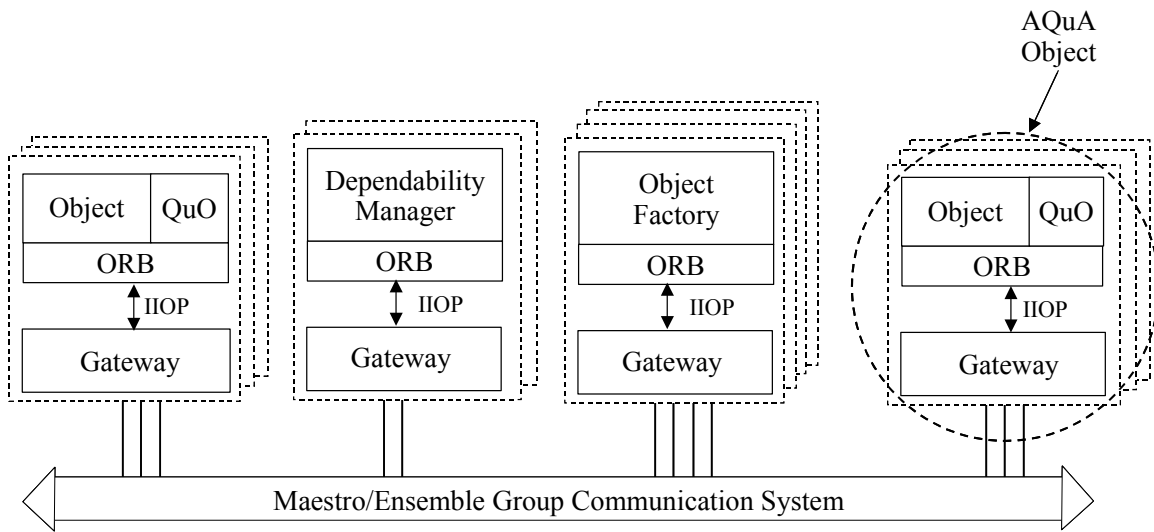 AQuA
Object
Object
QuO
ORB
IIOP
Gateway
Dependability
Manager
ORB
IIOP
Gateway
Object
Factory
ORB
IIOP
Gateway
Object
QuO
ORB
IIOP
Gateway
Maestro/Ensemble Group Communication System